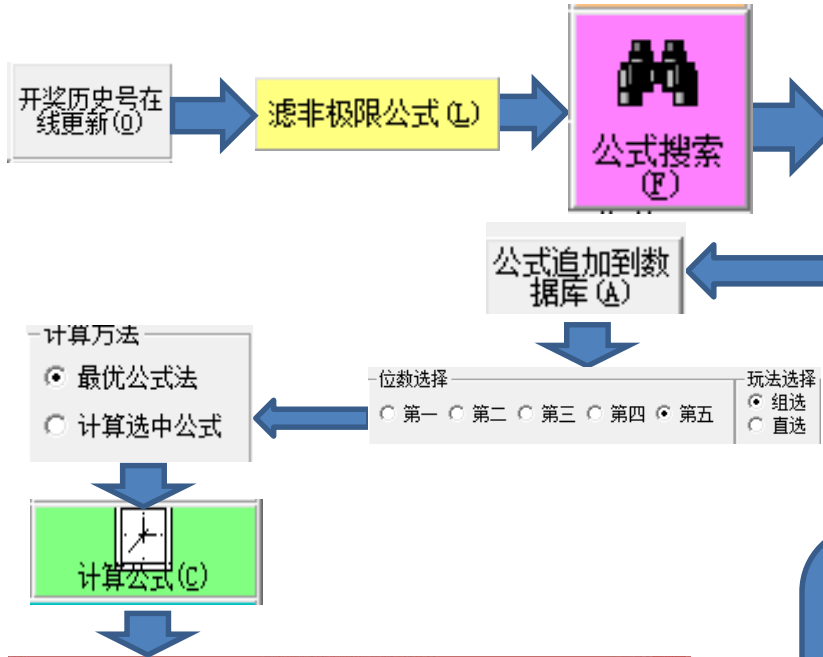 开奖历史号在
线更新(O)
滤非极限公式(L)
公式搜索
(F)
公式追加到数
据库(A)
位数选择
第一 第二 第三 第四 第五
玩法选择
组选
直选
计算方法
最优公式法
计算选中公式
计算公式(C)